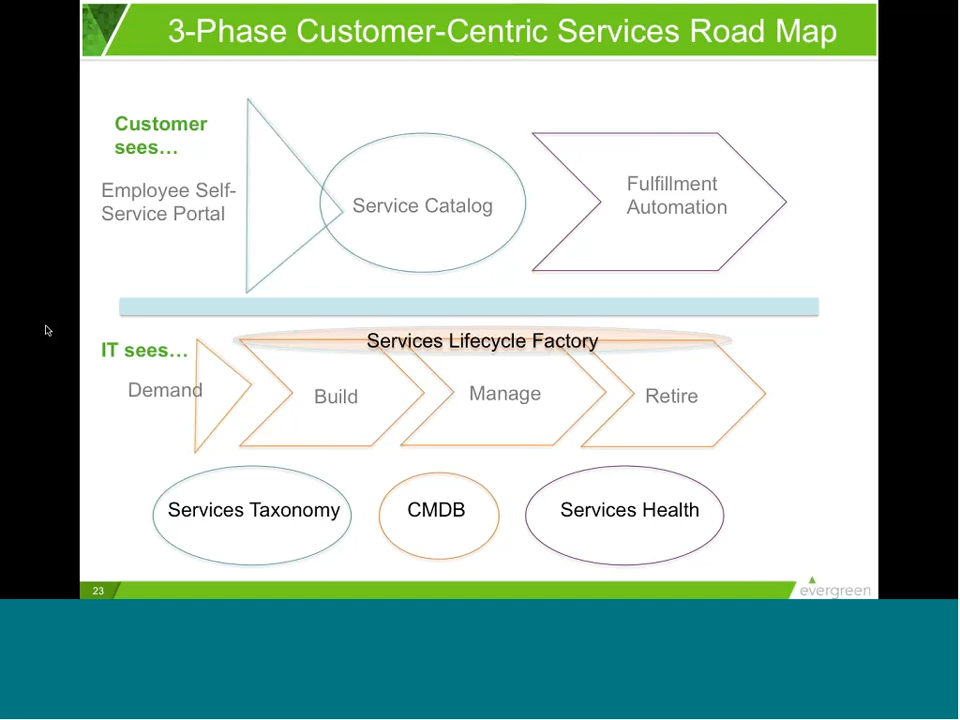 3-Phase Customer-Centric Services Road Map
Customer
sees…
Employee Self-
Service Portal
Service Catalog
Fulfillment
Automation
Services Lifecycle Factory
IT sees…
Demand
Build
Manage
Retire
Services Taxonomy
CMDB
Services Health
23
evergreen